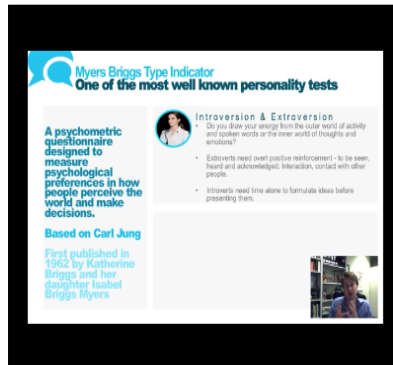 Myers Briggs Type Indicator
One of the most well known personality tests
A psychometric
questionnaire
designed to
measure
psychological
preferences in how
people perceive the
world and make
decisions.
Based on Carl Jung
First published in
1962 by Katherine
Briggs and her
daughter Isabel
Briggs Myers
Introversion & Extroversion
• Do you draw your energy from the outer world of activity
and spoken words or the inner world of thoughts and
emotions?
• Extroverts need overt positive reinforcement - to be seen,
heard and acknowledged. Interaction, contact with other
people.
• Introverts need time alone to formulate ideas before
presenting them.